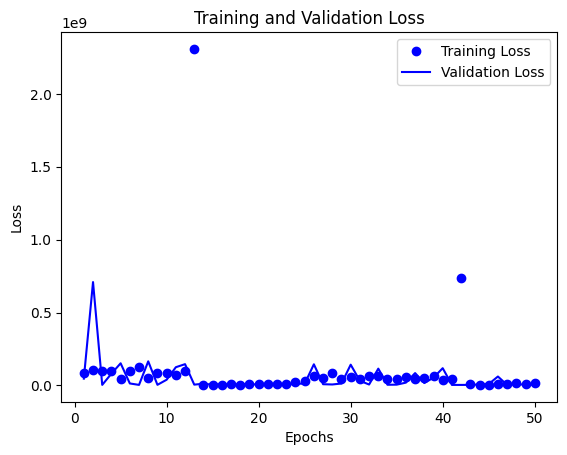 Training and Validation Loss
1e9
Training Loss
Validation Loss
2.0
1.5
1.0
0.5
0.0
Loss
0 10 20 30 40 50
Epochs